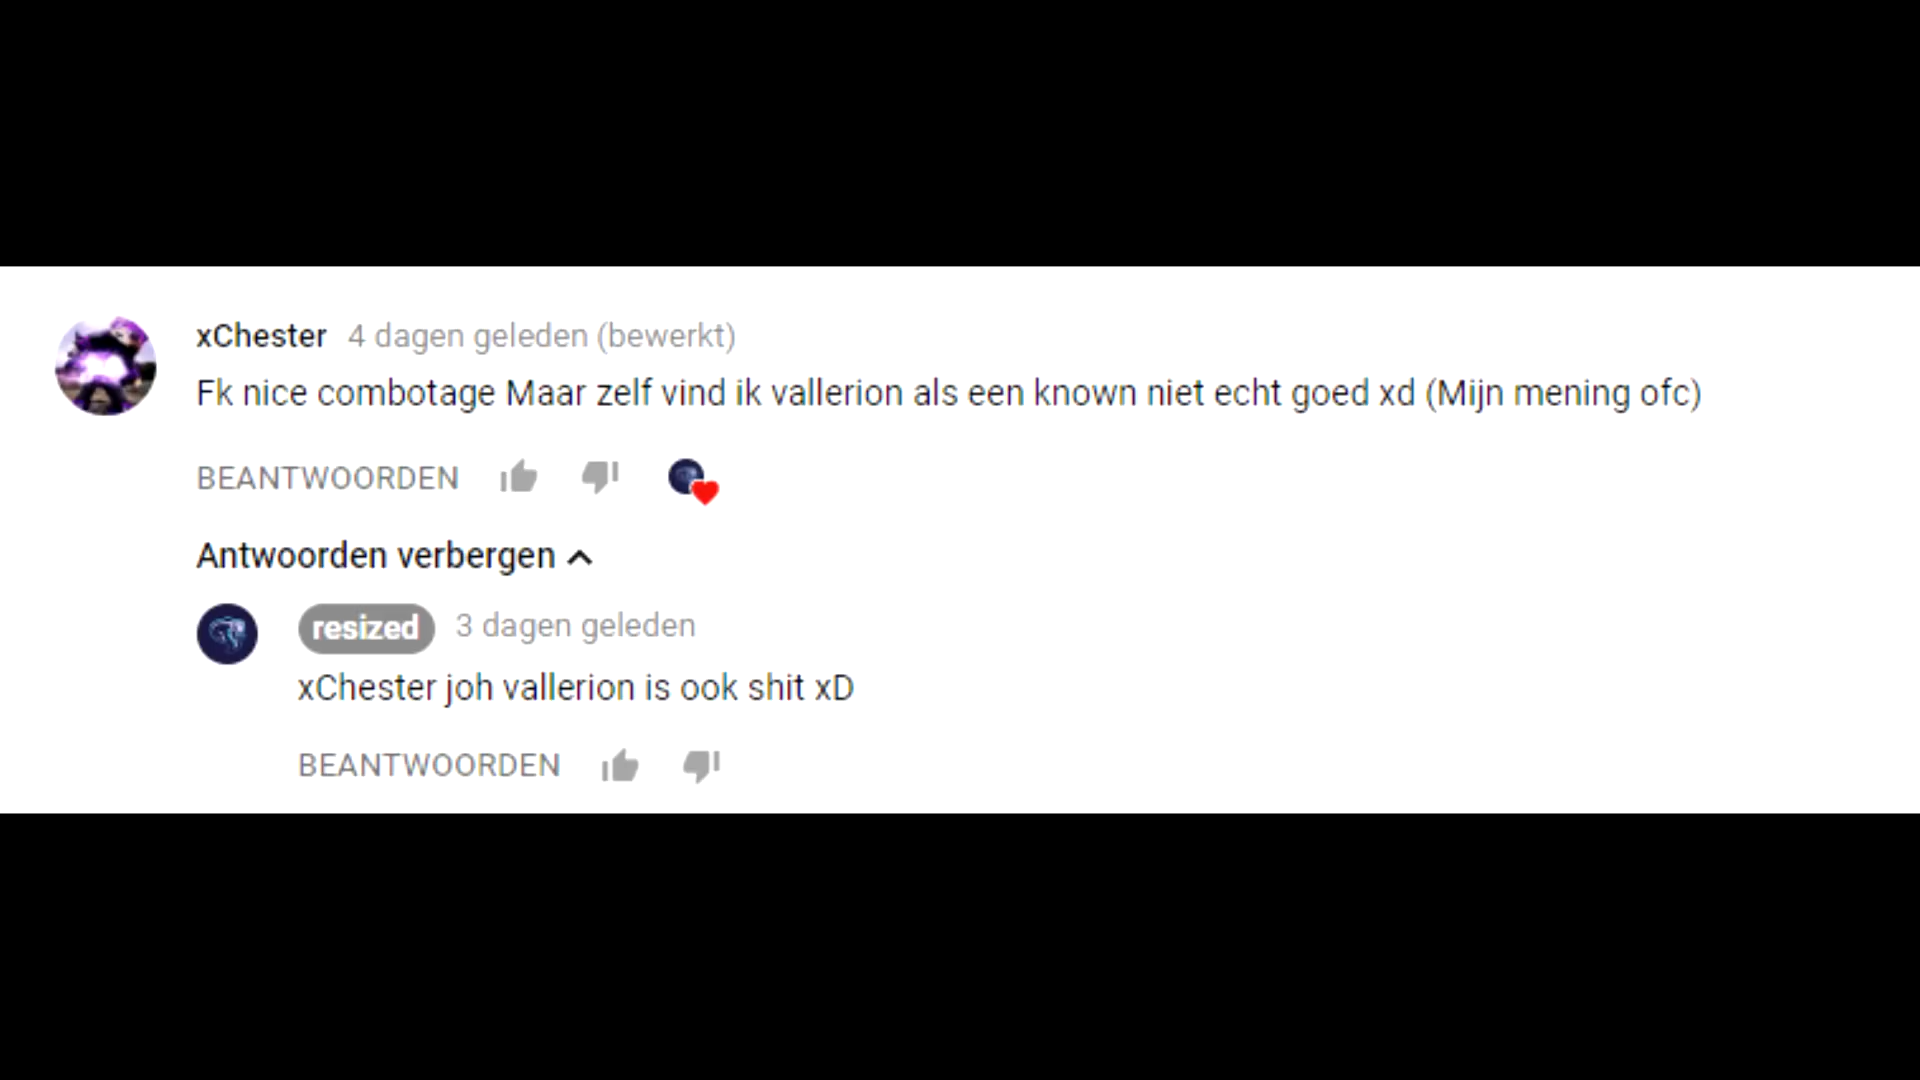 xChester 4 dagen geleden (bewerkt)
Fk nice combotage Maar zelf vind ik vallerion als een known niet echt goed xd (Mijn mening ofc)
BEANTWOORDEN
Antwoorden verbergen
resized 3 dagen geleden
xChester joh vallerion is ook shit xD
BEANTWOORDEN